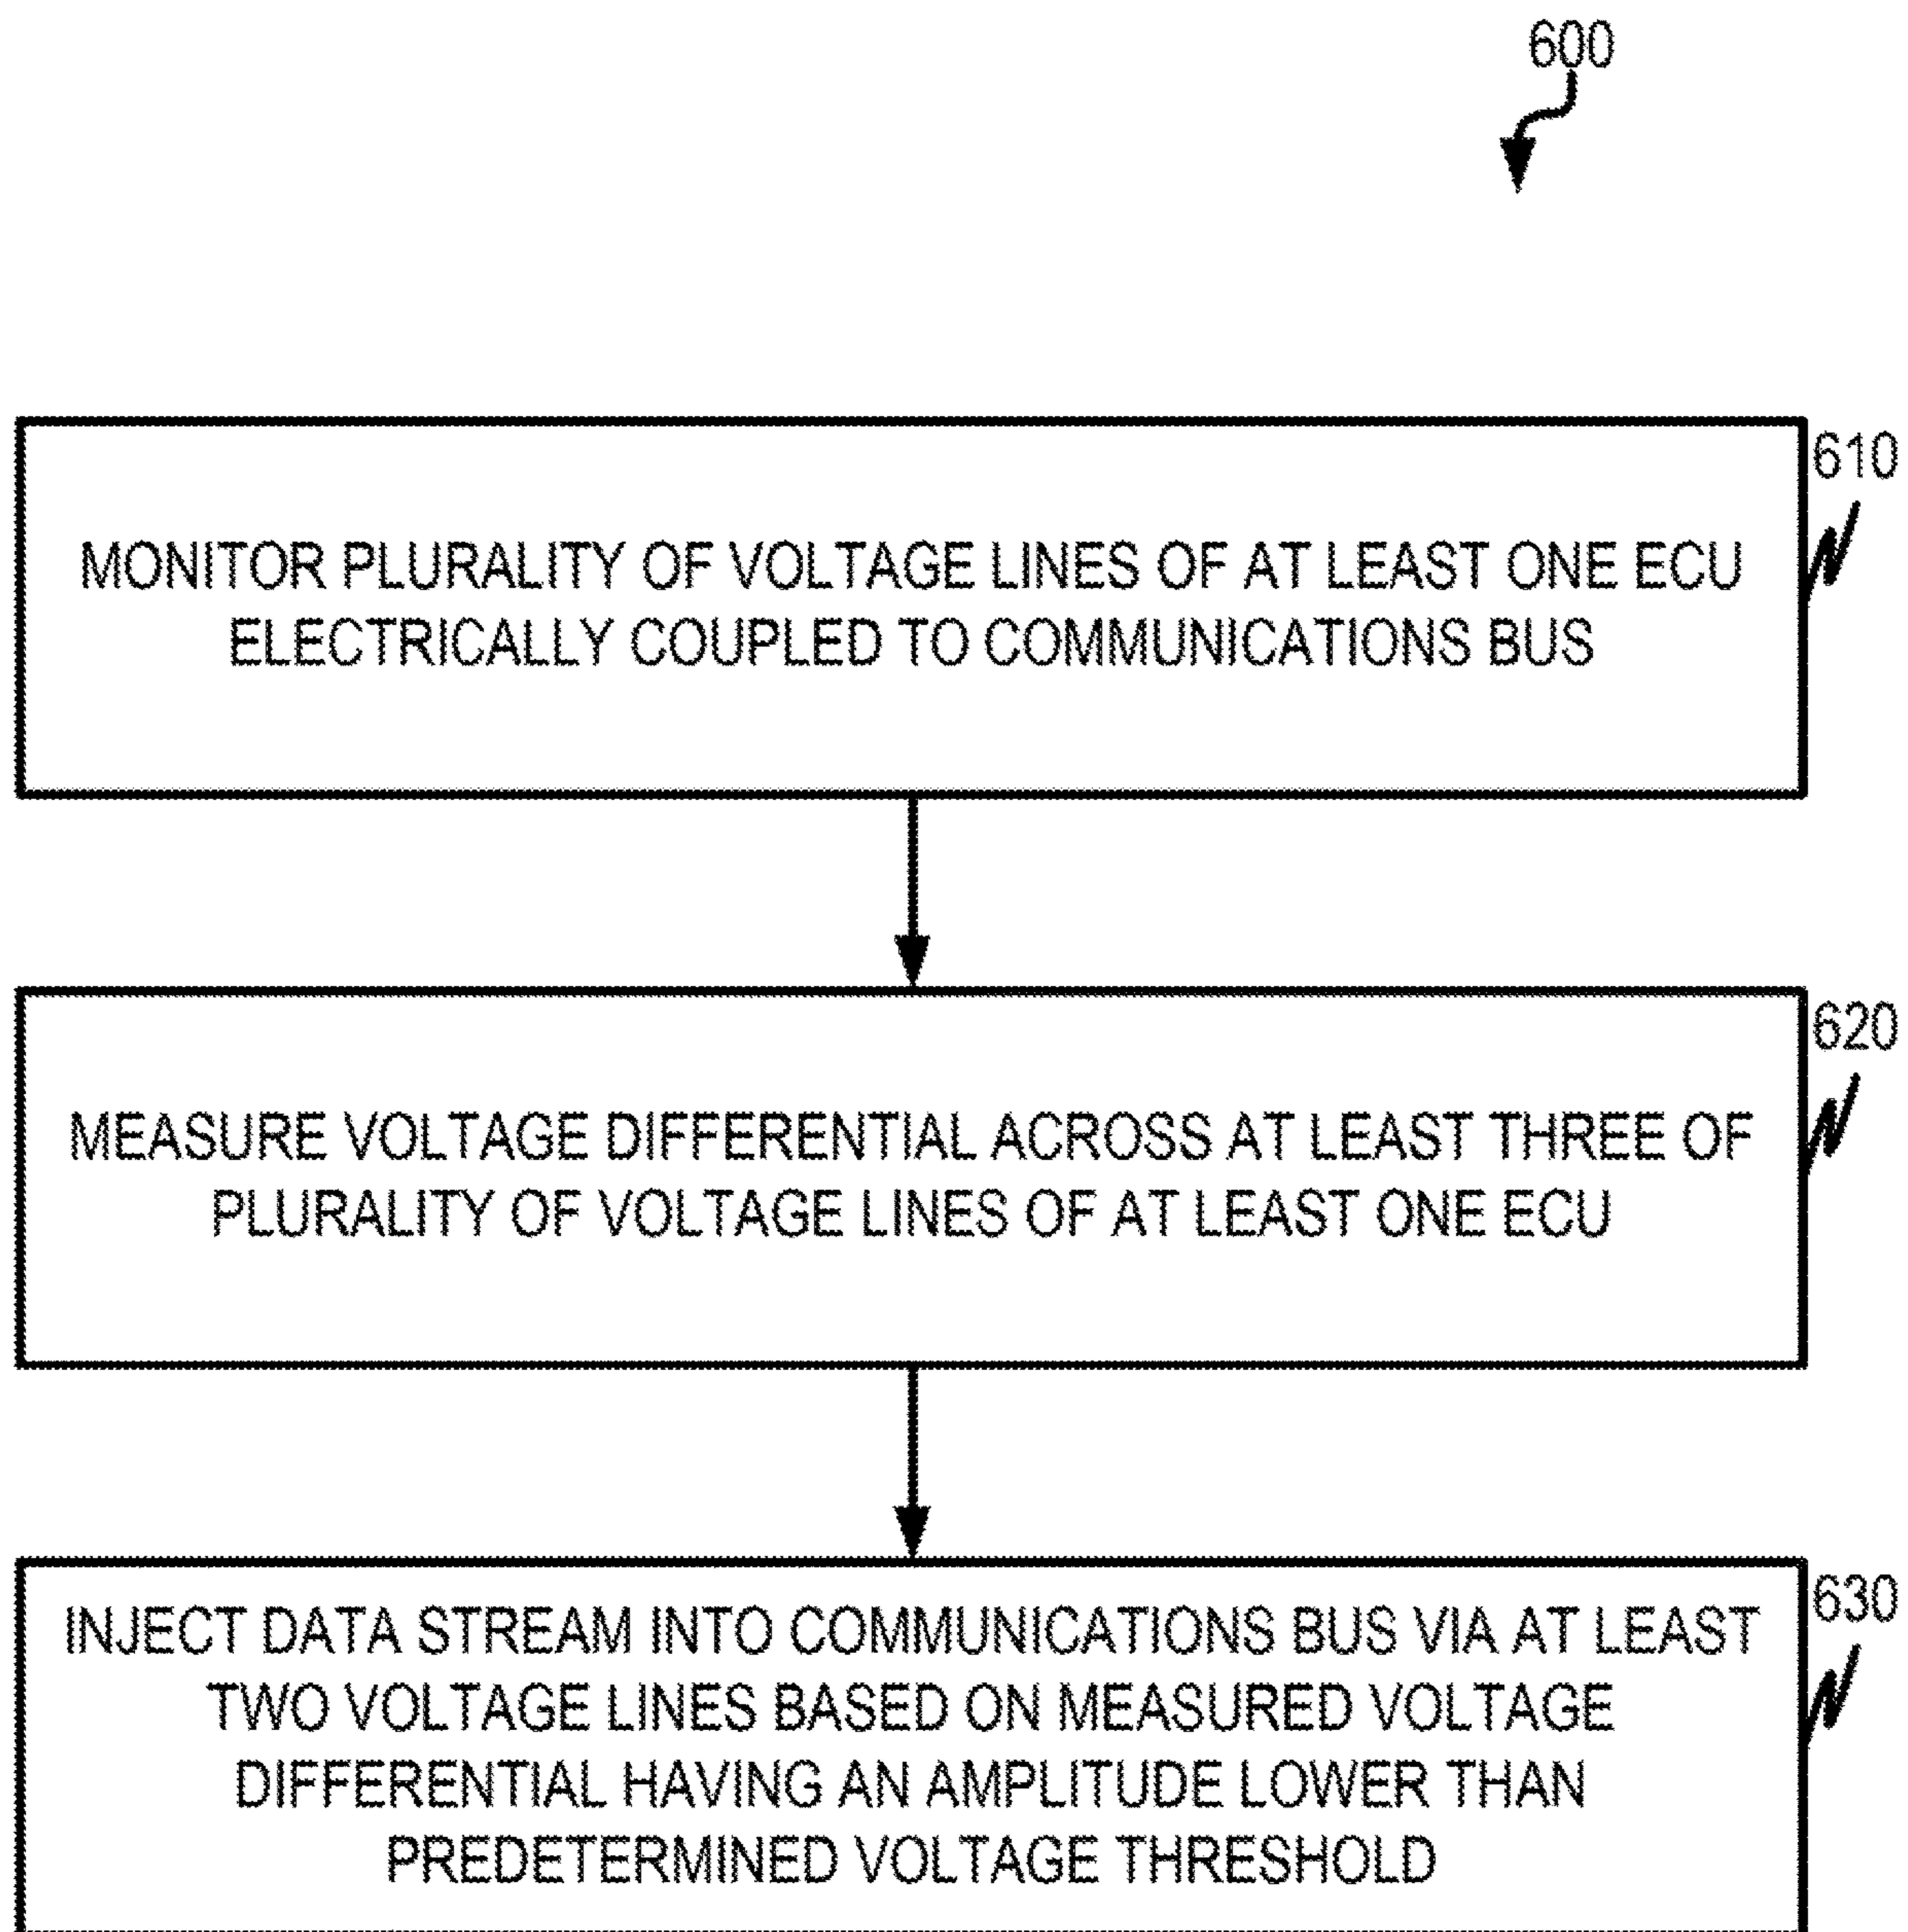 600
610
MONITOR PLURALITY OF VOLTAGE LINES OF AT LEAST ONE ECU
ELECTRICALLY COUPLED TO COMMUNICATIONS BUS
620
MEASURE VOLTAGE DIFFERENTIAL ACROSS AT LEAST THREE OF
PLURALITY OF VOLTAGE LINES OF AT LEAST ONE ECU
630
INJECT DATA STREAM INTO COMMUNICATIONS BUS VIA AT LEAST
TWO VOLTAGE LINES BASED ON MEASURED VOLTAGE
DIFFERENTIAL HAVING AN AMPLITUDE LOWER THAN
PREDETERMINED VOLTAGE THRESHOLD